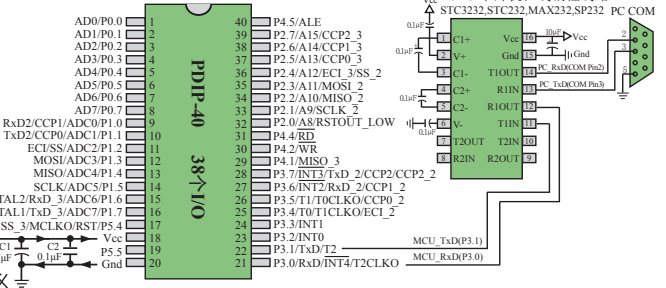 Vcc
STC3232,STC232,MAX232,SP232 PC COM
AD0/P0.0 1 40 P4.5/ALE
AD1/P0.1 2 39 P2.7/A15/CCP2_3
AD2/P0.2 3 38 P2.6/A14/CCP1_3
AD3/P0.3 4 37 P2.5/A13/CCP0_3
AD4/P0.4 5 36 P2.4/A12/ECI_3/SS_2
AD5/P0.5 6 35 P2.3/A11/MOSI_2
AD6/P0.6 7 34 P2.2/A10/MISO_2
AD7/P0.7 8 33 P2.1/A9/SCLK_2
RxD2/CCP1/ADC0/P1.0 9 32 P2.0/A8/RSTOUT_LOW
TxD2/CCP0/ADC1/P1.1 10 31 P4.4/RD
ECI/SS/ADC2/P1.2 11 30 P4.2/WR
MOSI/ADC3/P1.3 12 29 P4.1/MISO_3
MISO/ADC4/P1.4 13 28 P3.7/INT3/TxD_2/CCP2/CCP2_2
SCLK/ADC5/P1.5 14 27 P3.6/INT2/RxD_2/CCP1_2
TAL2/RxD_3/ADC6/P1.6 15 26 P3.5/T1/T0CLKO/CCP0_2
TAL1/TxD_3/ADC7/P1.7 16 25 P3.4/T0/T1CLKO/ECI_2
SS_3/MCLKO/RST/P5.4 17 24 P3.3/INT1
Vcc 18 23 P3.2/INT0
P5.5 19 22 P3.1/TxD/T2
Gnd 20 21 P3.0/RxD/INT4/T2CLKO
PDIP-40
38个I/O
C1
μF
C2
0.1μF
MCU_TxD(P3.1)
MCU_RxD(P3.0)
0.1μF
0.1μF
0.1μF
0.1μF
10μF
1 C1+ Vcc 16 Vcc
2 V+ Gnd 15 Gnd
3 C1- T1OUT 14 PC_RxD(COM Pin2)
4 C2+ R1IN 13 PC_TxD(COM Pin3)
5 C2- R1OUT 12
6 V- T1IN 11
7 T2OUT T2IN 10
8 R2IN R2OUT 9
2
3
5